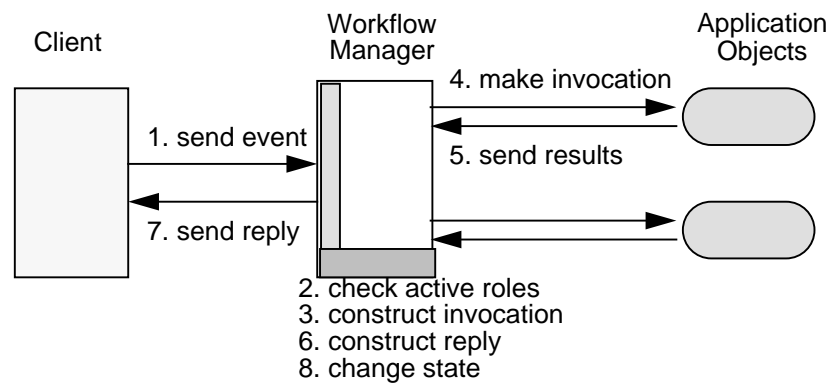 Client
Workflow
Manager
Application
Objects
1. send event
4. make invocation
5. send results
7. send reply
2. check active roles
3. construct invocation
6. construct reply
8. change state